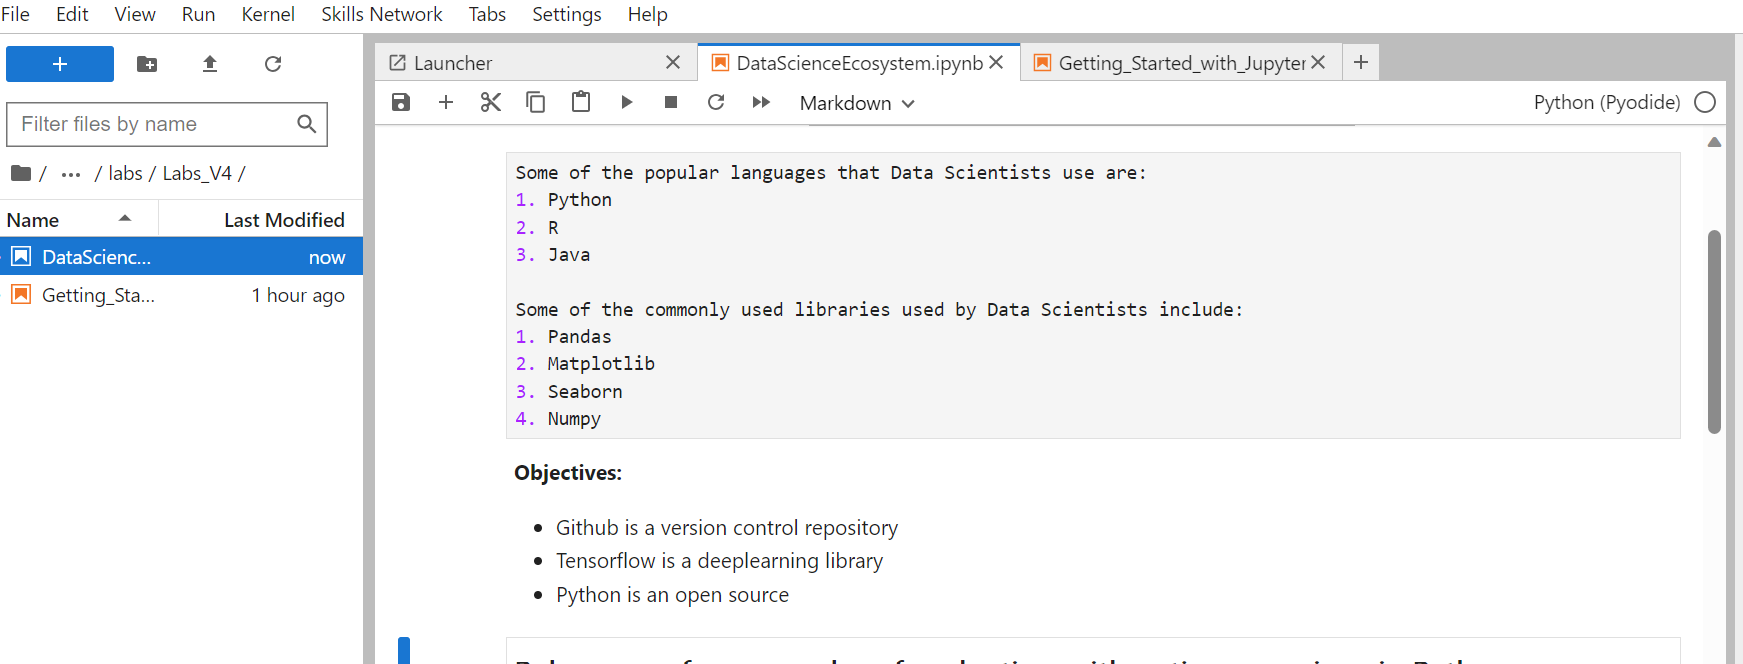 File Edit View Run Kernel Skills Network Tabs Settings Help
Launcher
DataScienceEcosystem.ipynb
Getting_Started_with_Jupyter
Filter files by name
Markdown
Python (Pyodide)
/ ... / labs / Labs_V4 /
Name Last Modified
DataScienc... now
Getting_Sta... 1 hour ago
Some of the popular languages that Data Scientists use are:
1. Python
2. R
3. Java
Some of the commonly used libraries used by Data Scientists include:
1. Pandas
2. Matplotlib
3. Seaborn
4. Numpy
Objectives:
• Github is a version control repository
• Tensorflow is a deeplearning library
• Python is an open source